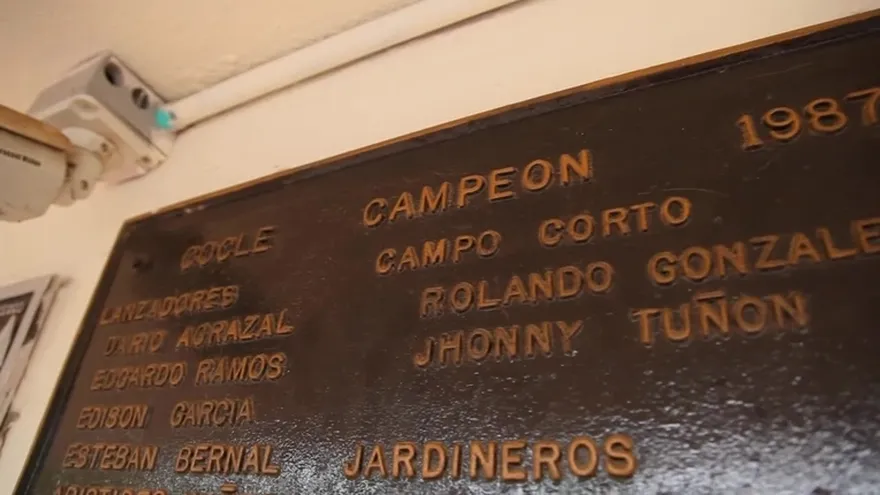 COCLE CAMPEON 1987
LANZADORES
DARIO AGRAZAL
EDGARDO RAMOS
EDISON GARCIA
ESTEBAN BERNAL
CAMPO CORTO
ROLANDO GONZALE
JHONNY TUÑON
JARDINEROS